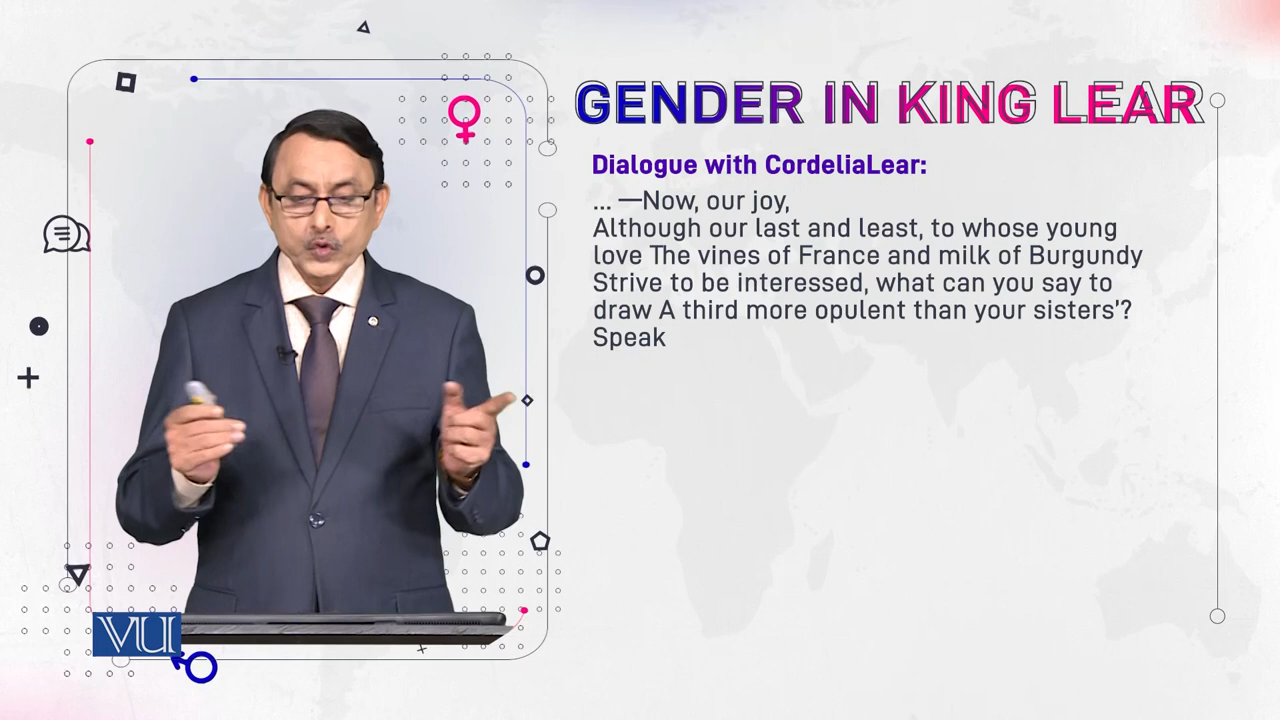 GENDER IN KING LEAR
Dialogue with CordeliaLear:
... —Now, our joy,
Although our last and least, to whose young
love The vines of France and milk of Burgundy
Strive to be interessed, what can you say to
draw A third more opulent than your sisters’?
Speak
VU